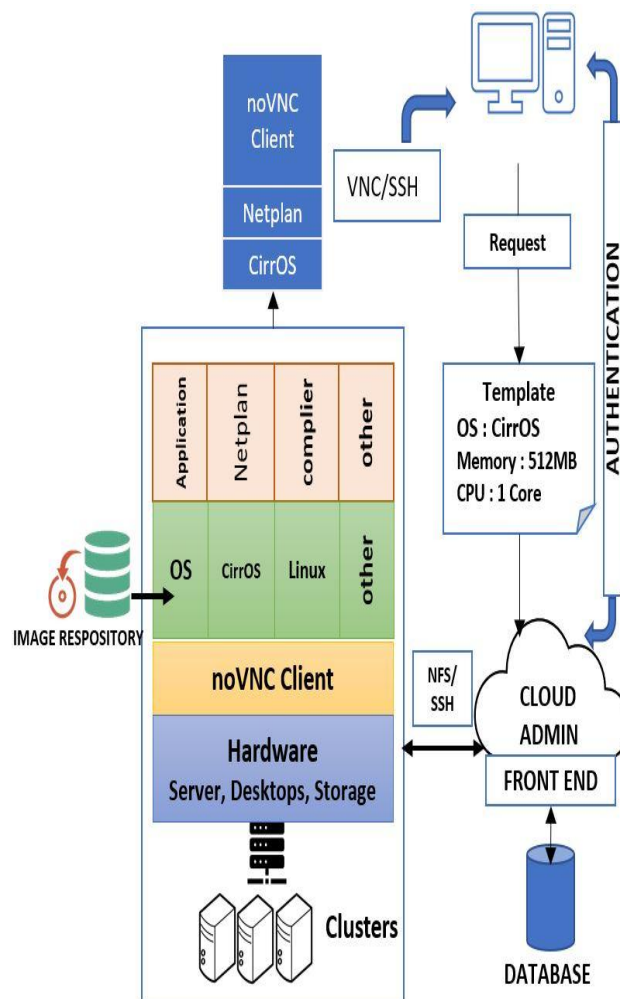 noVNC
Client
Netplan
CirrOS
VNC/SSH
Request
AUTHENTICATION
Template
OS : CirrOS
Memory : 512MB
CPU : 1 Core
Application
Netplan
complier
other
OS
CirrOS
Linux
other
IMAGE RESPOSITORY
noVNC Client
Hardware
Server, Desktops, Storage
Clusters
NFS/
SSH
CLOUD
ADMIN
FRONT END
DATABASE